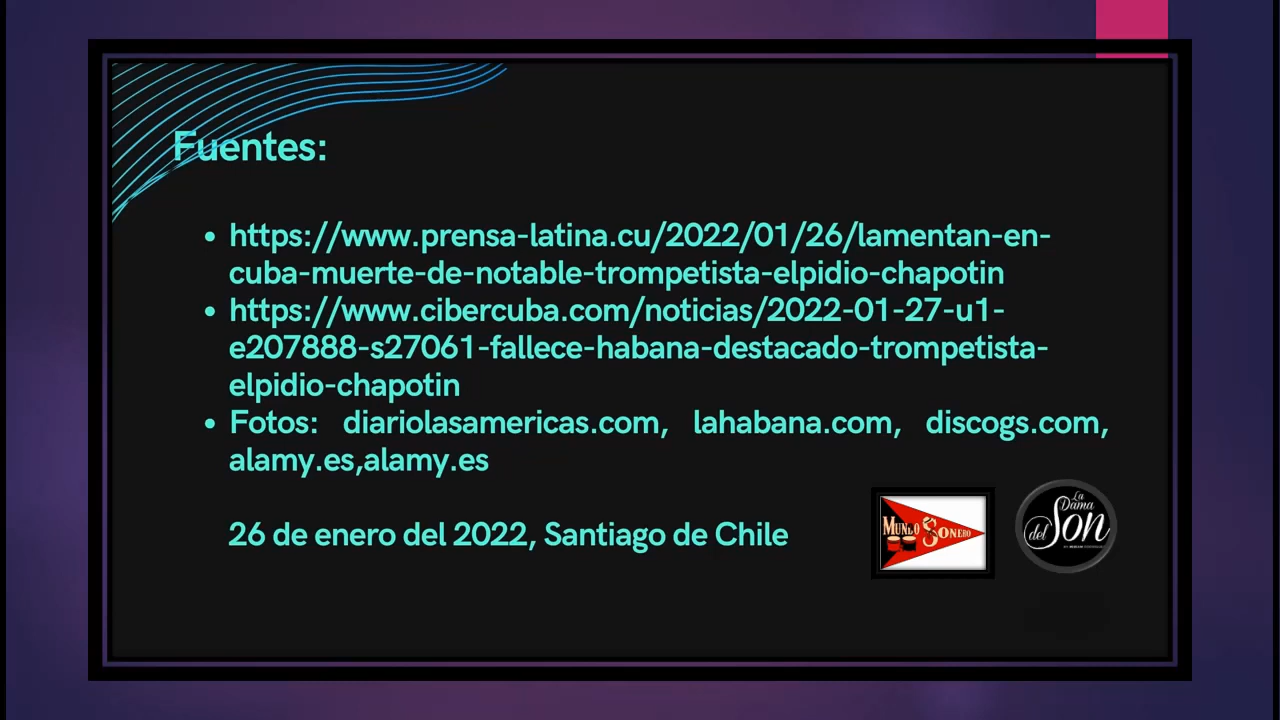 Fuentes:
• https://www.prensa-latina.cu/2022/01/26/lamentan-en-
cuba-muerte-de-notable-trompetista-elpidio-chapotin
• https://www.cibercuba.com/noticias/2022-01-27-u1-
e207888-s27061-fallece-habana-destacado-trompetista-
elpidio-chapotin
• Fotos: diariolasamericas.com, lahabana.com, discogs.com,
alamy.es,alamy.es
26 de enero del 2022, Santiago de Chile
MUNDO SONERO
La
Dama
del Son